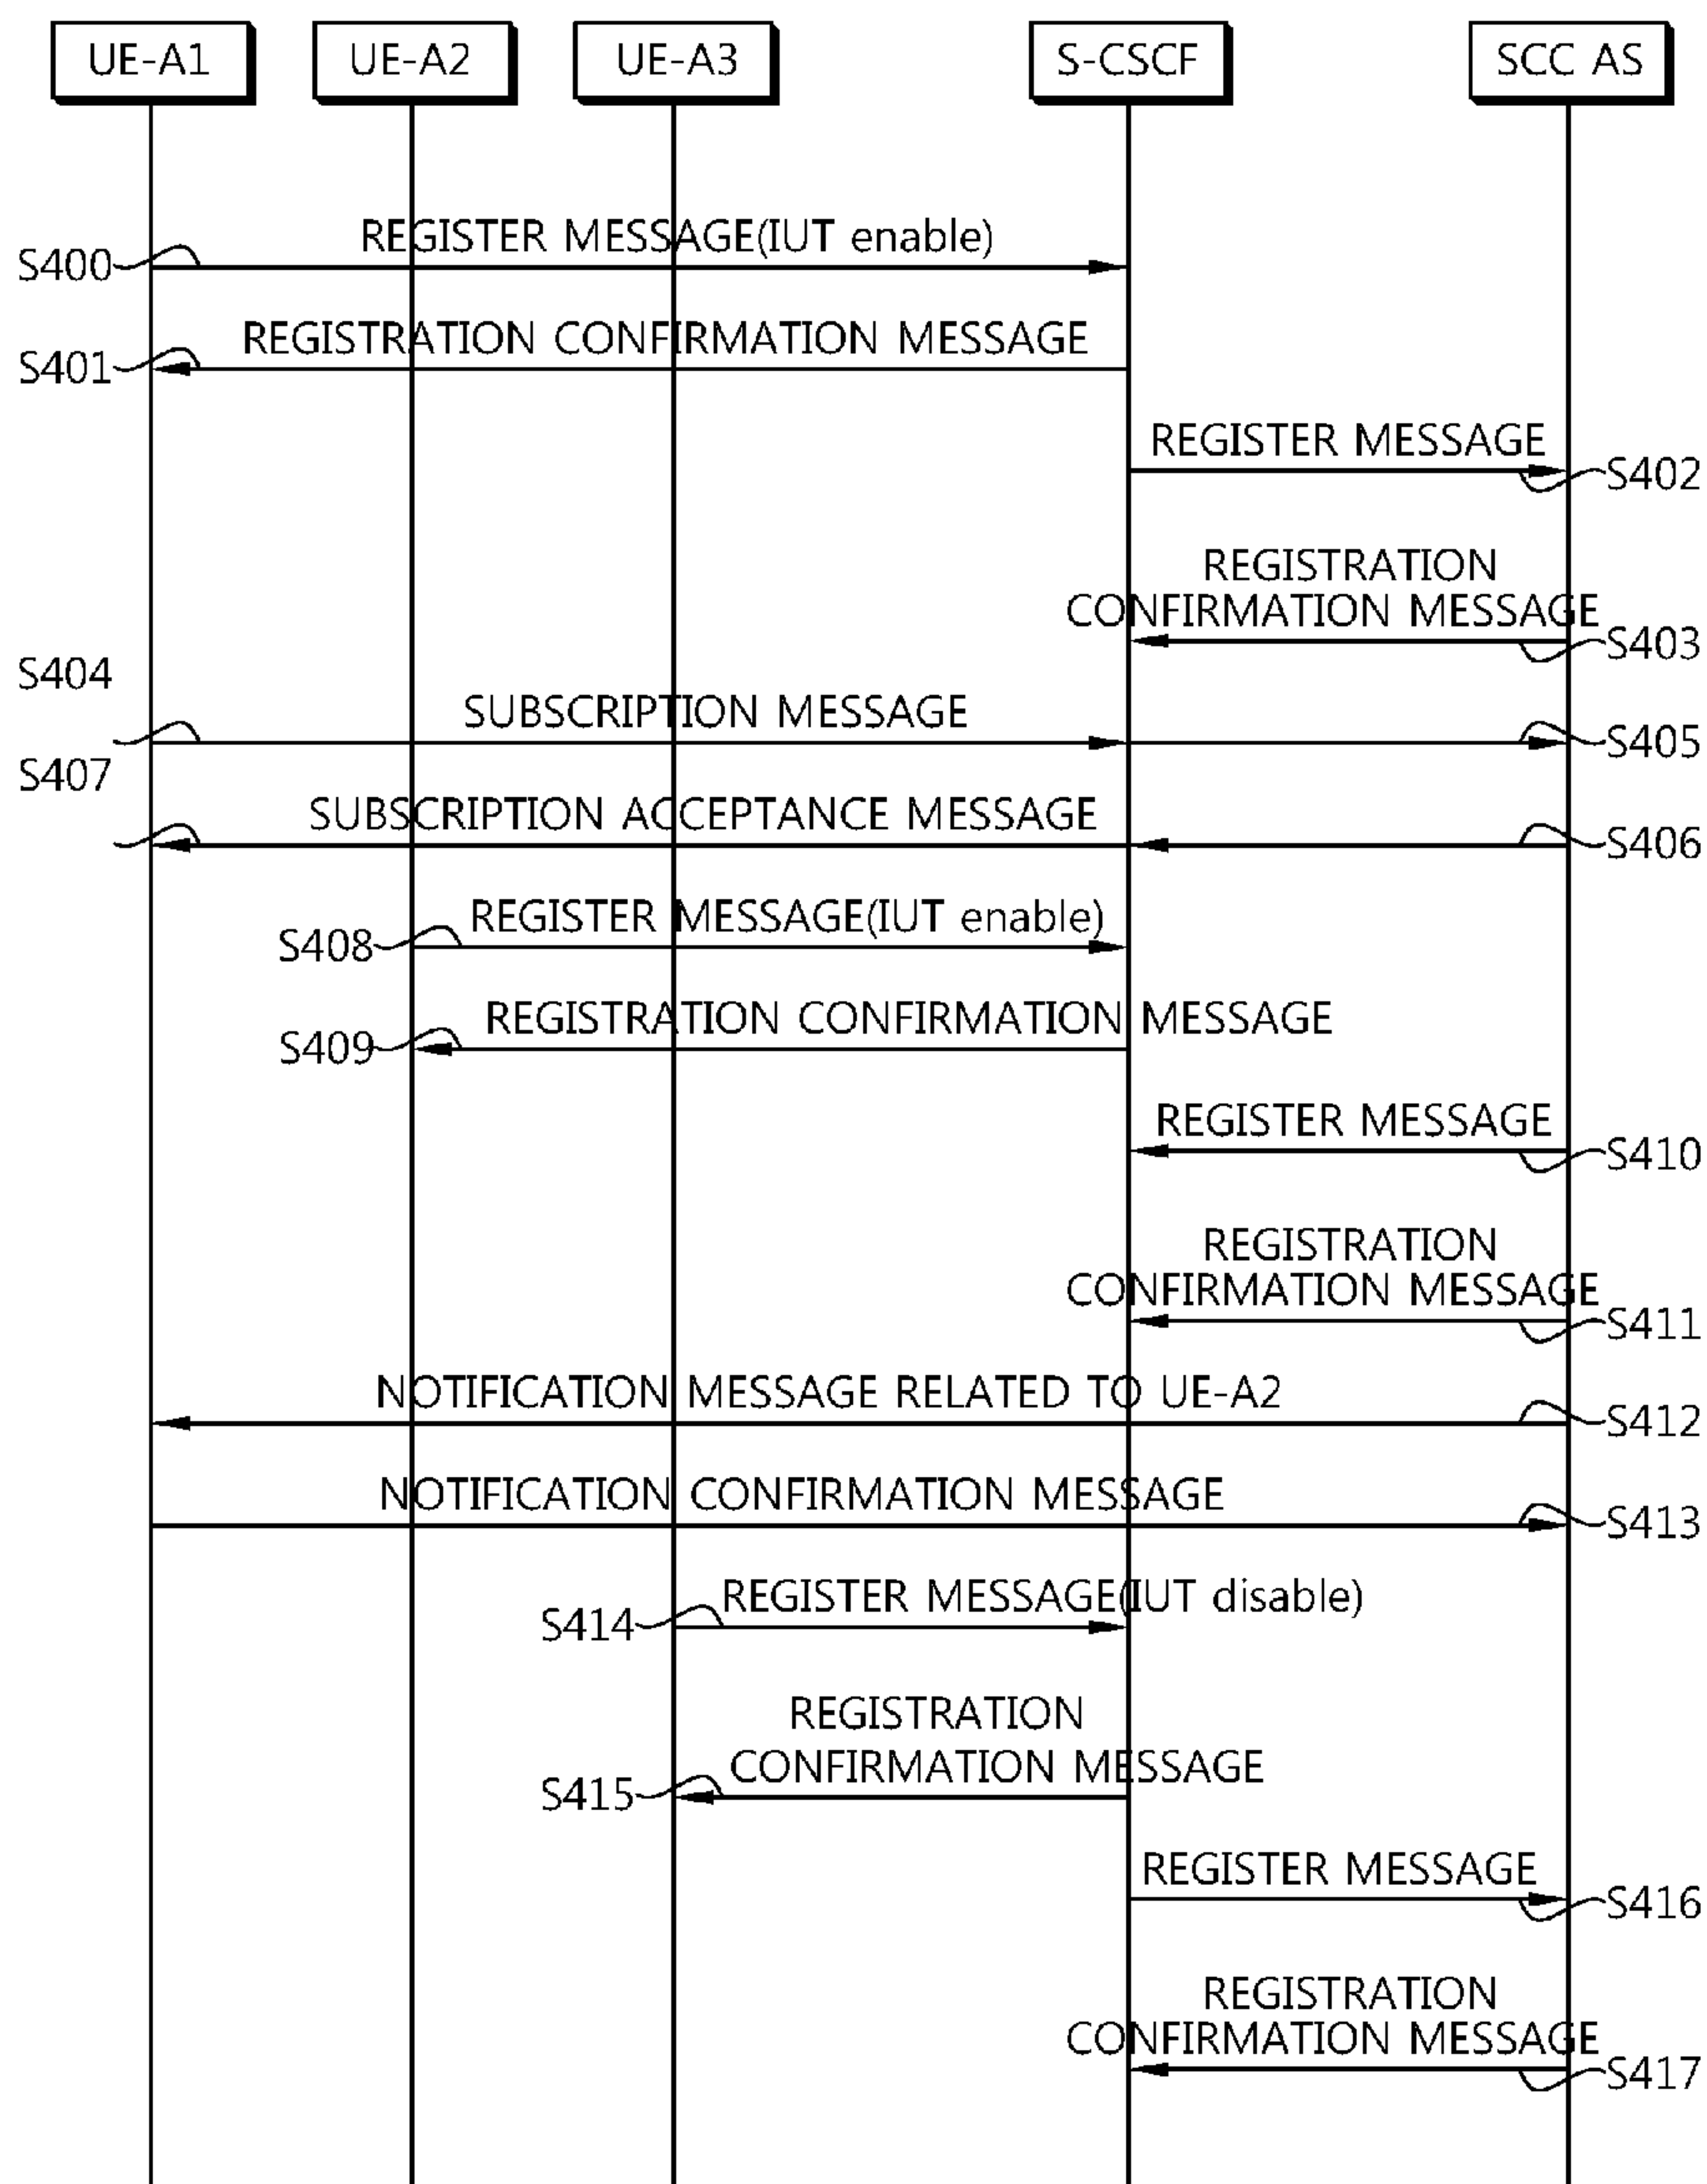 UE-A1
UE-A2
UE-A3
S-CSCF
SCC AS
REGISTER MESSAGE(IUT enable)
S400
REGISTRATION CONFIRMATION MESSAGE
S401
REGISTER MESSAGE
S402
REGISTRATION
CONFIRMATION MESSAGE
S403
S404
SUBSCRIPTION MESSAGE
S405
S407
SUBSCRIPTION ACCEPTANCE MESSAGE
S406
REGISTER MESSAGE(IUT enable)
S408
REGISTRATION CONFIRMATION MESSAGE
S409
REGISTER MESSAGE
S410
REGISTRATION
CONFIRMATION MESSAGE
S411
NOTIFICATION MESSAGE RELATED TO UE-A2
S412
NOTIFICATION CONFIRMATION MESSAGE
S413
REGISTER MESSAGE(IUT disable)
S414
REGISTRATION
CONFIRMATION MESSAGE
S415
REGISTER MESSAGE
S416
REGISTRATION
CONFIRMATION MESSAGE
S417